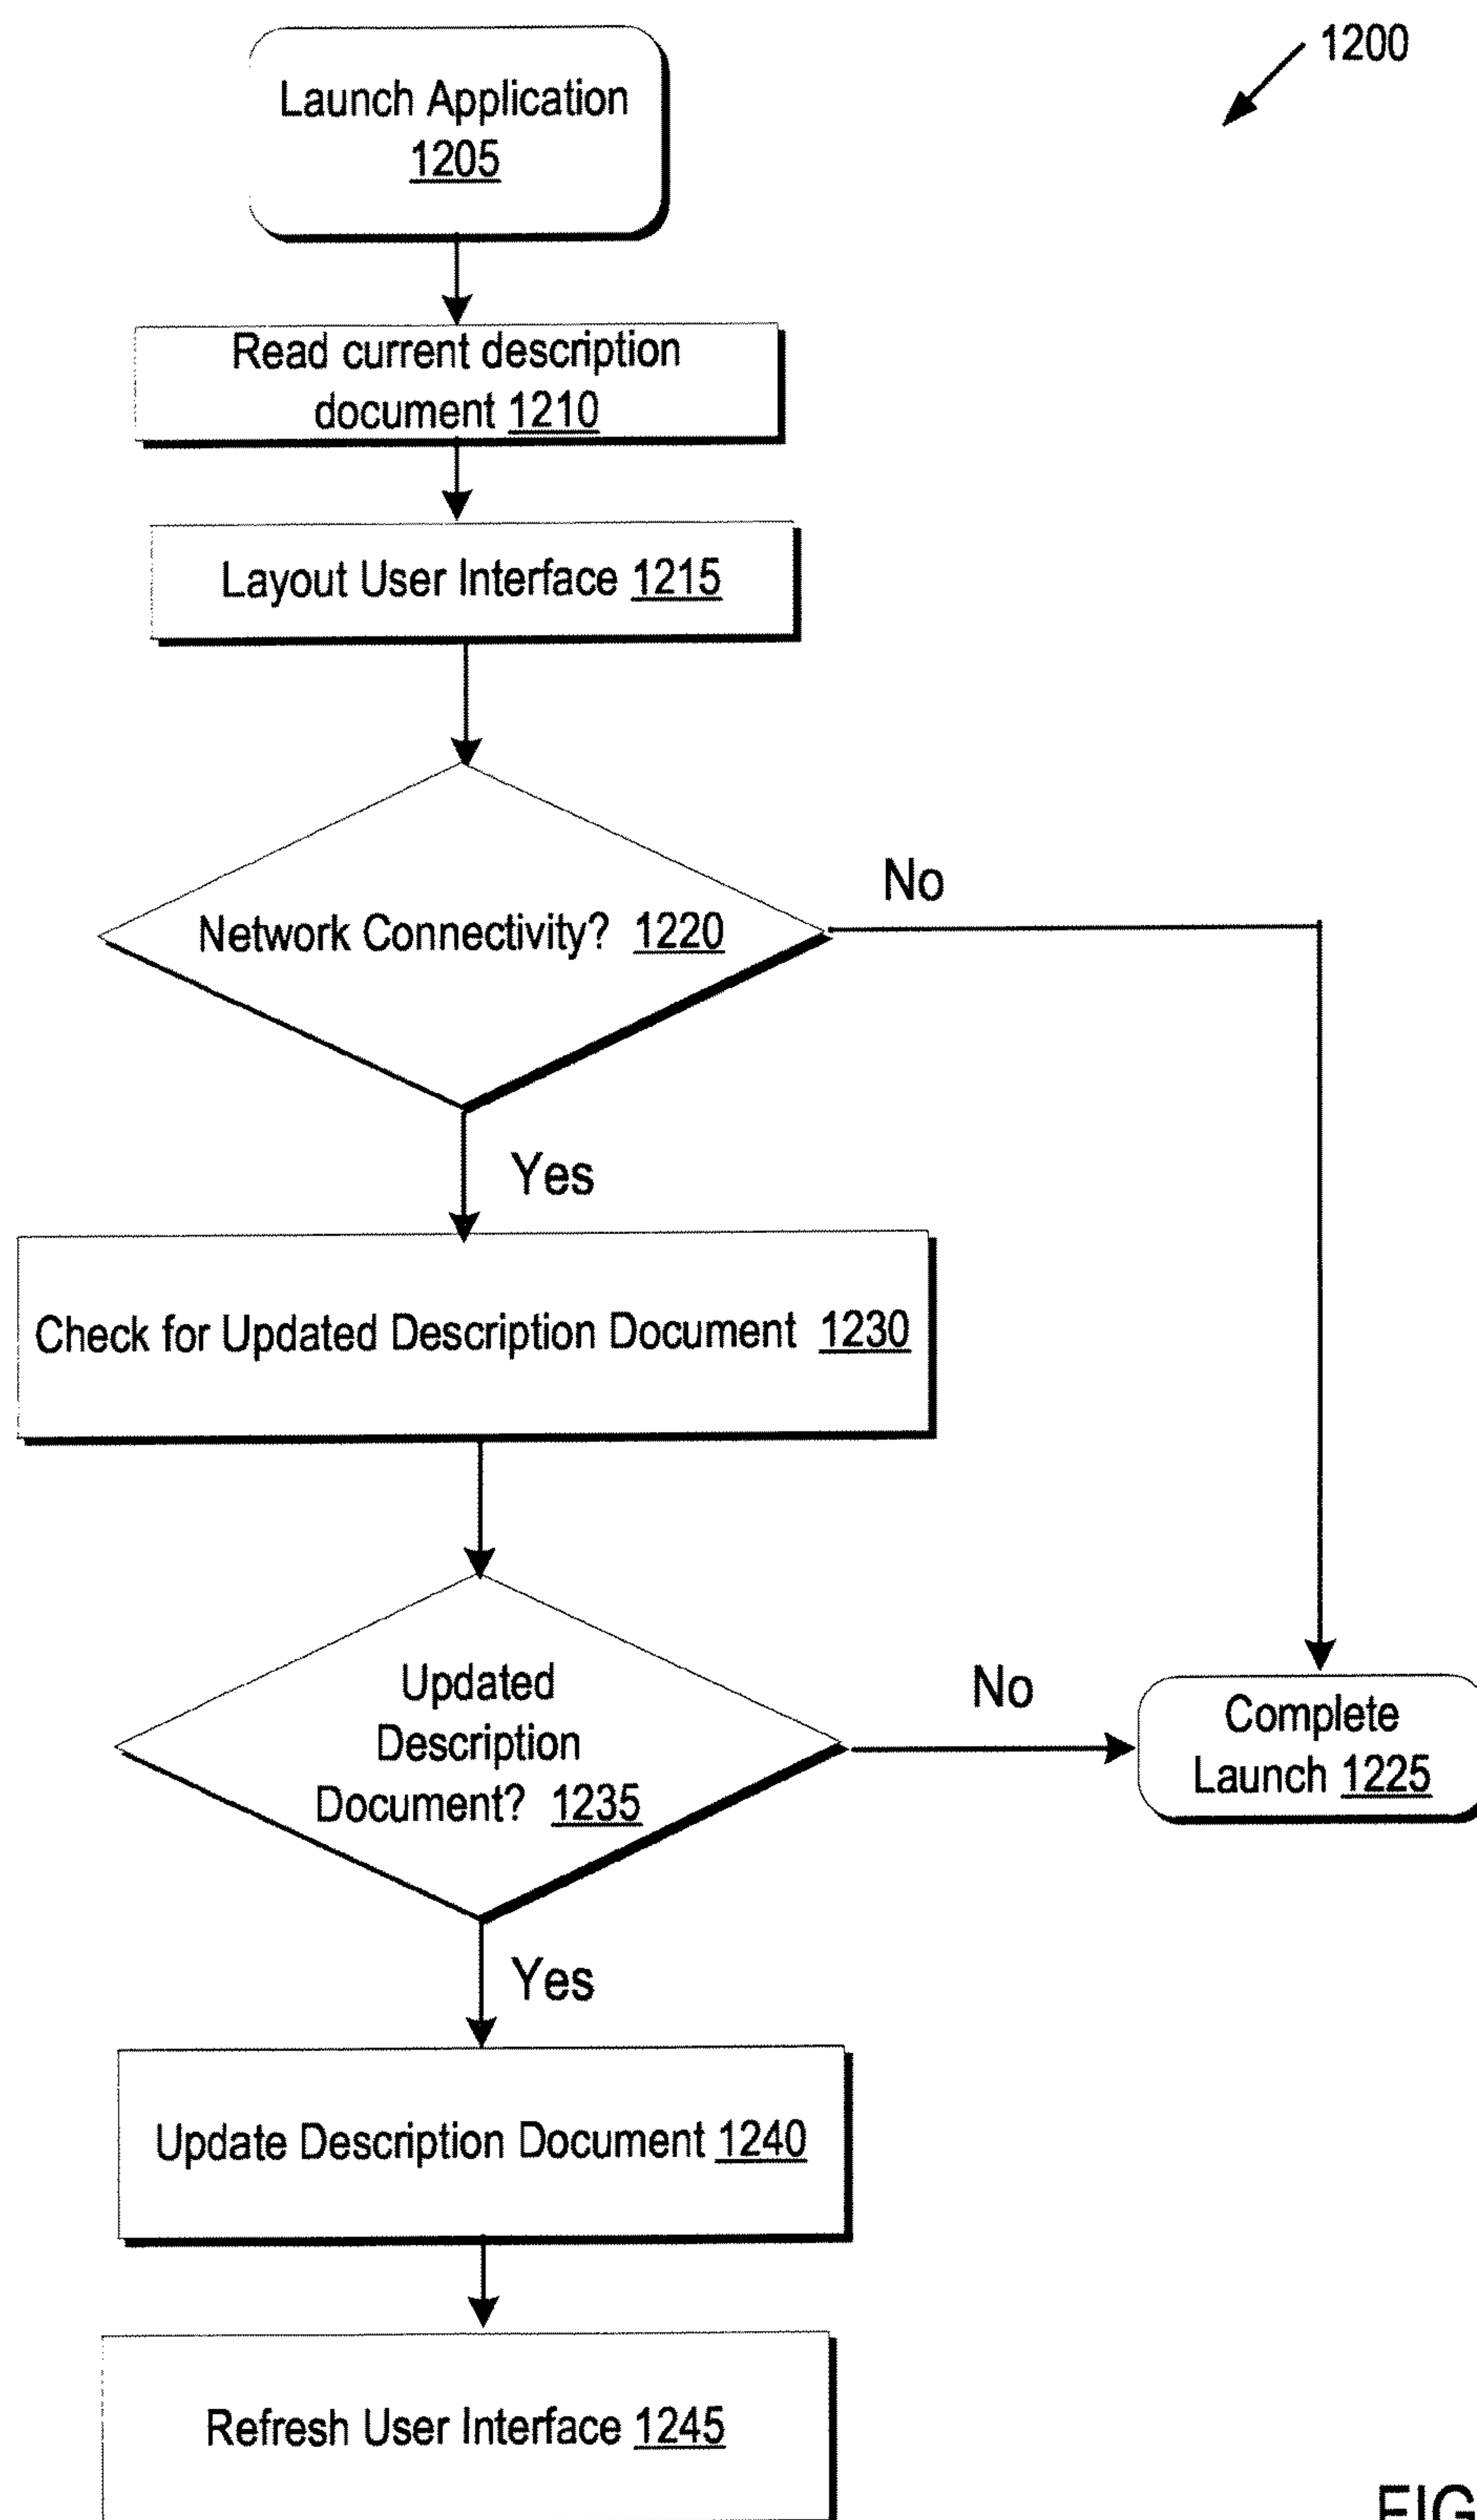 1200
Launch Application
1205
Read current description
document 1210
Layout User Interface 1215
Network Connectivity? 1220
No
Yes
Check for Updated Description Document 1230
Updated
Description
Document? 1235
No
Complete
Launch 1225
Yes
Update Description Document 1240
Refresh User Interface 1245
FIG